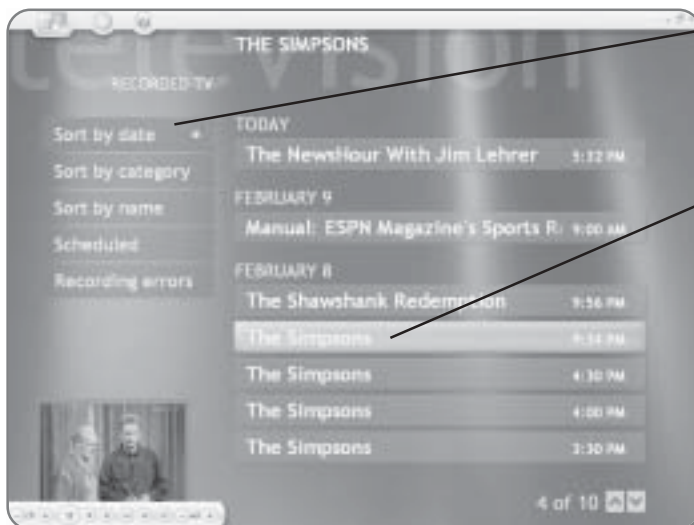 television
THE SIMPSONS
RECORDED TV
Sort by date
Sort by category
Sort by name
Scheduled
Recording errors
TODAY
The NewsHour With Jim Lehrer 5:32 PM
FEBRUARY 9
Manual: ESPN Magazine's Sports R 9:00 AM
FEBRUARY 8
The Shawshank Redemption 9:56 PM
The Simpsons
The Simpsons 4:30 PM
The Simpsons 4:00 PM
The Simpsons 3:30 PM
4 of 10